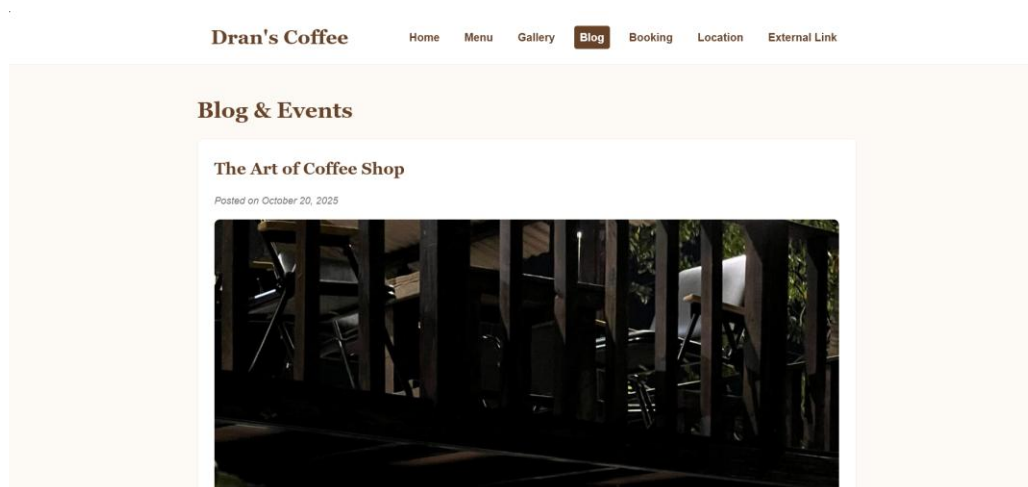 Dran's Coffee
Home Menu Gallery Blog Booking Location External Link
Blog & Events
The Art of Coffee Shop
Posted on October 20, 2025